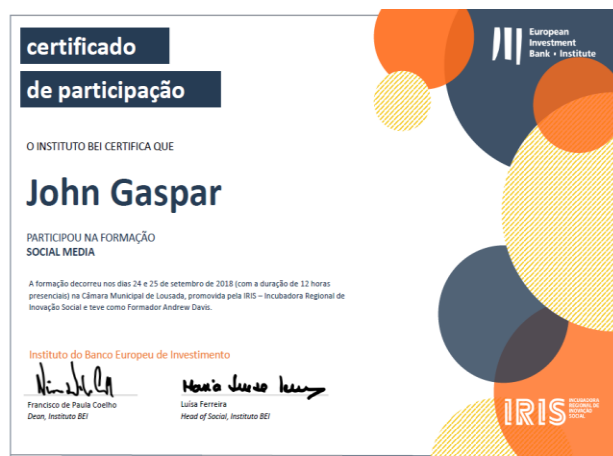 certificado
de participação
European
Investment
Bank • Institute
O INSTITUTO BEI CERTIFICA QUE
John Gaspar
PARTICIPOU NA FORMAÇÃO
SOCIAL MEDIA
A formação decorreu nos dias 24 e 25 de setembro de 2018 (com a duração de 12 horas
presenciais) na Câmara Municipal de Lousada, promovida pela IRIS – Incubadora Regional de
Inovação Social e teve como Formador Andrew Davis.
Instituto do Banco Europeu de Investimento
Francisco de Paula Coelho
Dean, Instituto BEI
Luísa Ferreira
Head of Social, Instituto BEI
IRIS
INCUBADORA
REGIONAL DE
INOVAÇÃO
SOCIAL